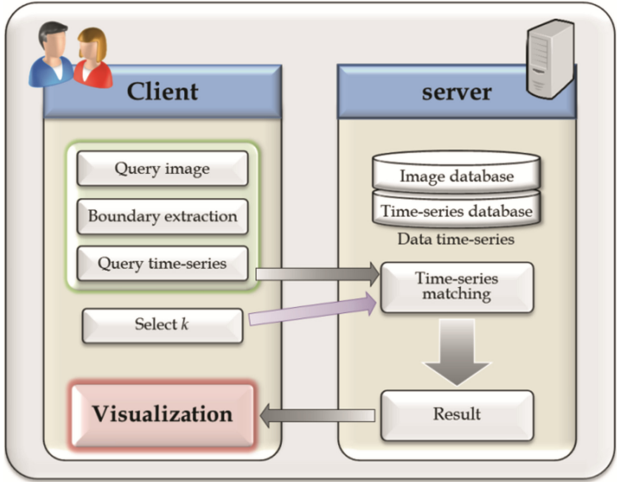 Client
Query image
Boundary extraction
Query time-series
Select k
Visualization
server
Image database
Time-series database
Data time-series
Time-series
matching
Result